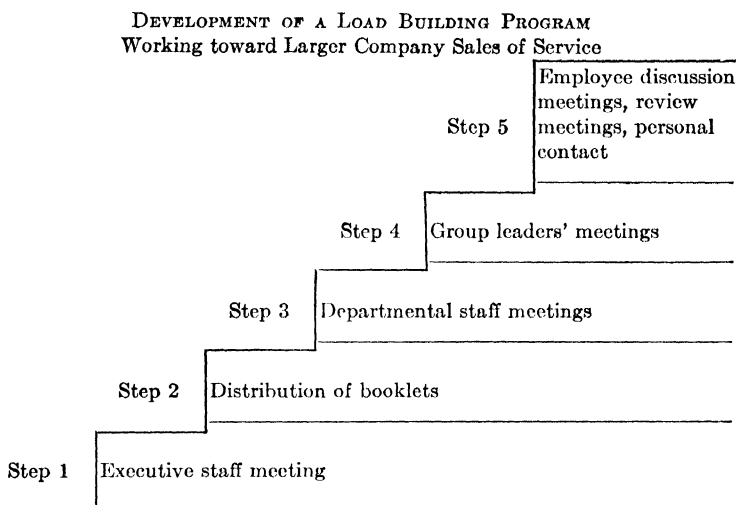 DEVELOPMENT OF A LOAD BUILDING PROGRAM
Working toward Larger Company Sales of Service
Employee discussion
meetings, review
Step 5 meetings, personal
contact
Step 4 Group leaders' meetings
Step 3 Departmental staff meetings
Step 2 Distribution of booklets
Step 1 Executive staff meeting